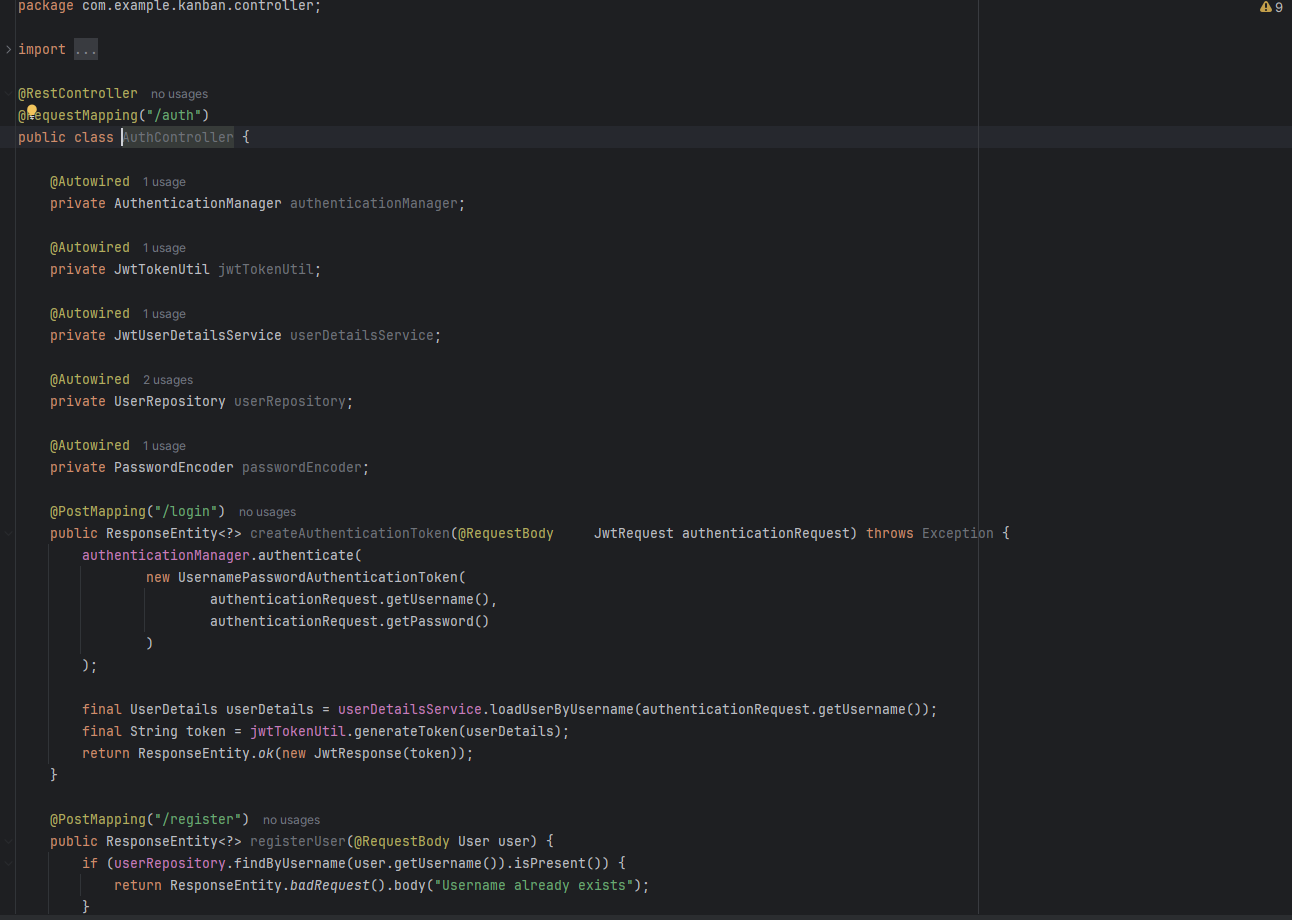 package com.example.kanban.controller;
9
import ...
@RestController no usages
@RequestMapping("/auth")
public class AuthController {
@Autowired 1 usage
private AuthenticationManager authenticationManager;
@Autowired 1 usage
private JwtTokenUtil jwtTokenUtil;
@Autowired 1 usage
private JwtUserDetailsService userDetailsService;
@Autowired 2 usages
private UserRepository userRepository;
@Autowired 1 usage
private PasswordEncoder passwordEncoder;
@PostMapping("/login") no usages
public ResponseEntity<?> createAuthenticationToken(@RequestBody JwtRequest authenticationRequest) throws Exception {
authenticationManager.authenticate(
new UsernamePasswordAuthenticationToken(
authenticationRequest.getUsername(),
authenticationRequest.getPassword()
)
);
final UserDetails userDetails = userDetailsService.loadUserByUsername(authenticationRequest.getUsername());
final String token = jwtTokenUtil.generateToken(userDetails);
return ResponseEntity.ok(new JwtResponse(token));
}
@PostMapping("/register") no usages
public ResponseEntity<?> registerUser(@RequestBody User user) {
if (userRepository.findByUsername(user.getUsername()).isPresent()) {
return ResponseEntity.badRequest().body("Username already exists");
}